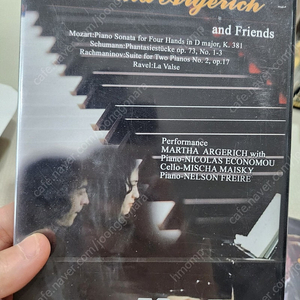 Argerich
and Friends
Mozart:Piano Sonata for Four Hands in D major, K. 381
Schumann:Phantasiestücke op. 73, No. 1-3
Rachmaninov:Suite for Two Pianos No. 2, op.17
Ravel:La Valse
Performance
MARTHA ARGERICH with
Piano-NICOLAS ECONOMOU
Cello-MISCHA MAISKY
Piano-NELSON FREIRE